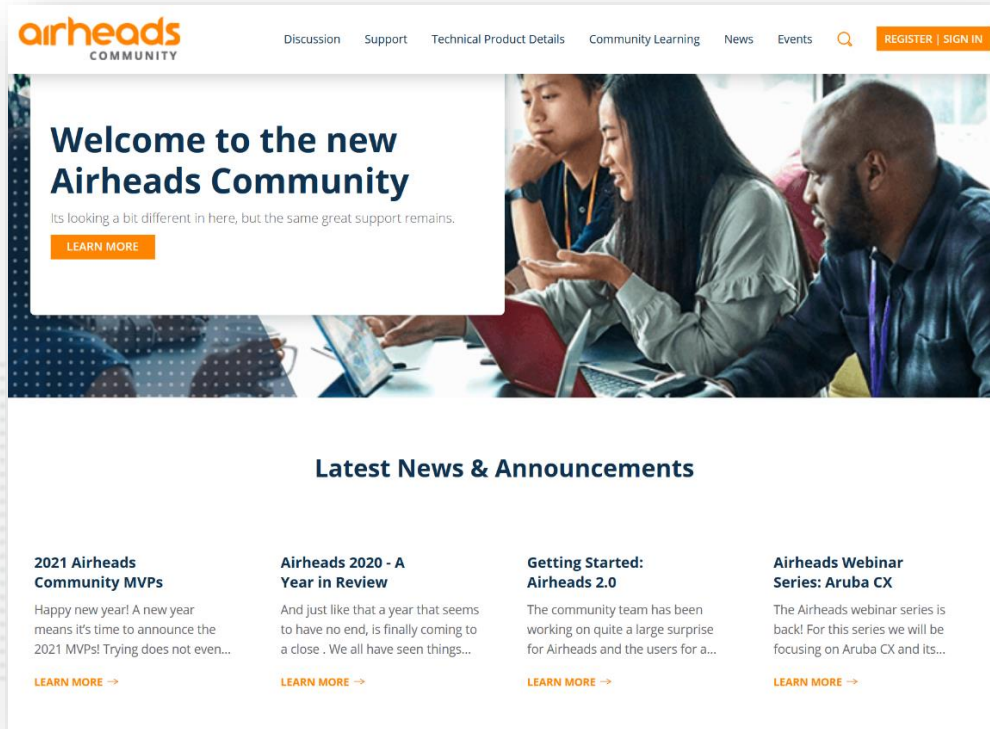 airheads
COMMUNITY
Discussion Support Technical Product Details Community Learning News Events REGISTER | SIGN IN
Welcome to the new
Airheads Community
Its looking a bit different in here, but the same great support remains.
LEARN MORE
Latest News & Announcements
2021 Airheads
Community MVPs
Happy new year! A new year
means it's time to announce the
2021 MVPs! Trying does not even...
LEARN MORE →
Airheads 2020 - A
Year in Review
And just like that a year that seems
to have no end, is finally coming to
a close . We all have seen things...
LEARN MORE →
Getting Started:
Airheads 2.0
The community team has been
working on quite a large surprise
for Airheads and the users for a...
LEARN MORE →
Airheads Webinar
Series: Aruba CX
The Airheads webinar series is
back! For this series we will be
focusing on Aruba CX and its...
LEARN MORE →